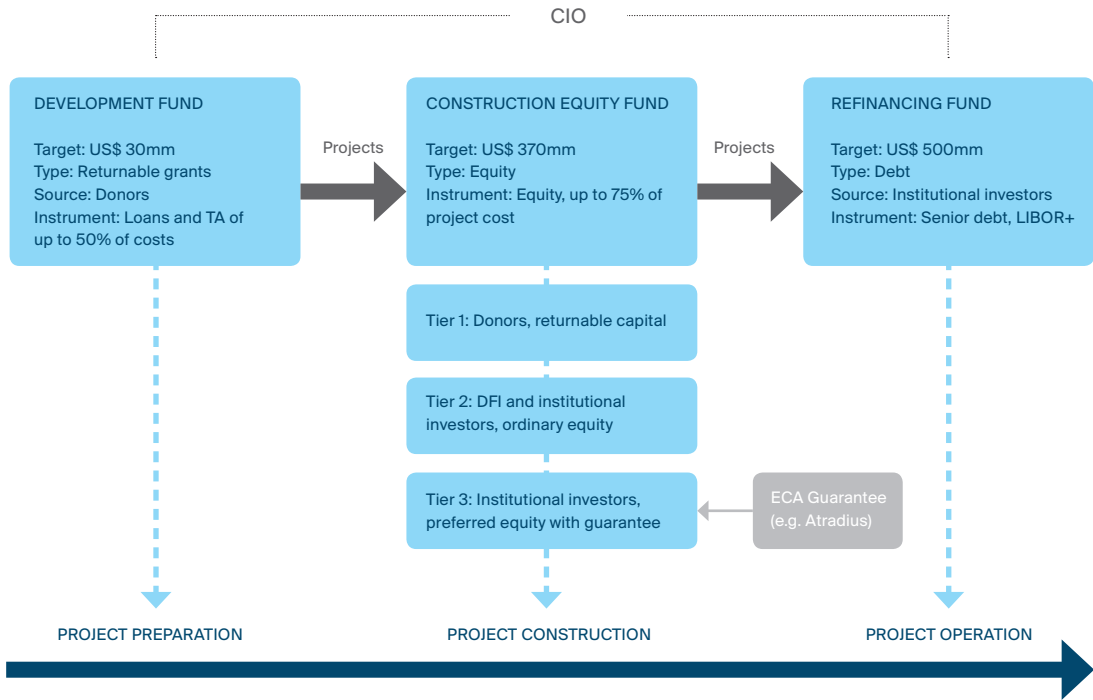 CIO
DEVELOPMENT FUND
Target: US$ 30mm
Type: Returnable grants
Source: Donors
Instrument: Loans and TA of
up to 50% of costs
Projects
CONSTRUCTION EQUITY FUND
Target: US$ 370mm
Type: Equity
Instrument: Equity, up to 75% of
project cost
Projects
REFINANCING FUND
Target: US$ 500mm
Type: Debt
Source: Institutional investors
Instrument: Senior debt, LIBOR+
Tier 1: Donors, returnable capital
Tier 2: DFI and institutional
investors, ordinary equity
Tier 3: Institutional investors,
preferred equity with guarantee
ECA Guarantee
(e.g. Atradius)
PROJECT PREPARATION
PROJECT CONSTRUCTION
PROJECT OPERATION